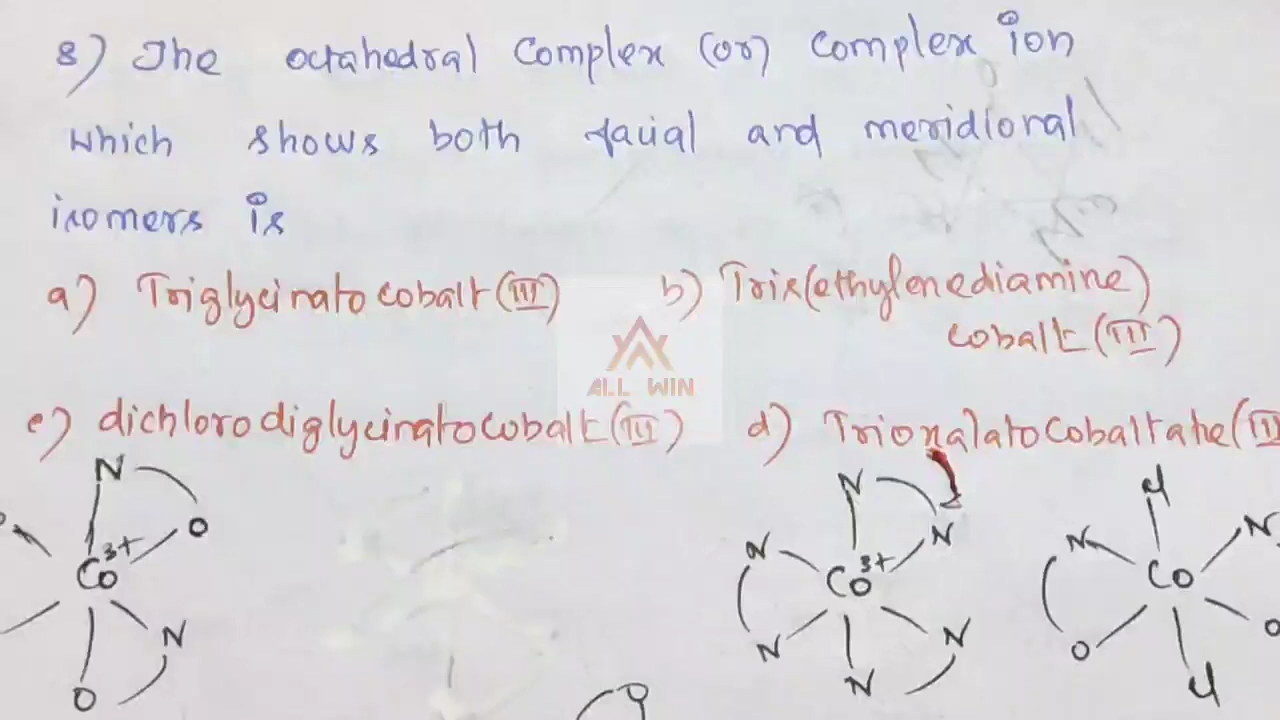 8) The octahedral complex (or) complex ion
which shows both facial and meridional
isomers is
a) Triglycinatocobalt(III) b) Tris(ethylenediamine)
cobalt(III)
c) dichlorodiglycinatocobalt(III) d) Trioxalatocobaltate(III
ALL WIN
N
O
Co3+
N
O
N
N
N
Co3+
N
N
N
Cl
N
N
Co
O
O
Cl
O